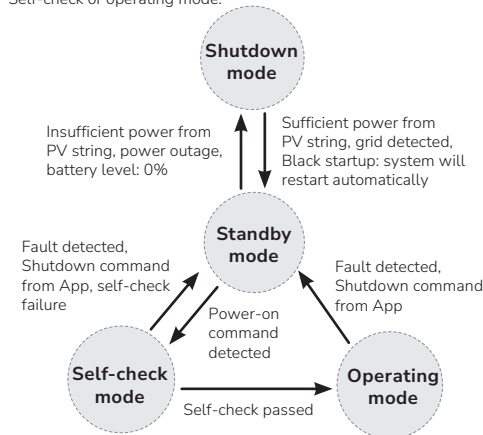 Self-check or operating mode.
Shutdown
mode
Insufficient power from
PV string, power outage,
battery level: 0%
Sufficient power from
PV string, grid detected,
Black startup: system will
restart automatically
Standby
mode
Fault detected,
Shutdown command
from App, self-check
failure
Power-on
command
detected
Fault detected,
Shutdown command
from App
Self-check
mode
Self-check passed
Operating
mode